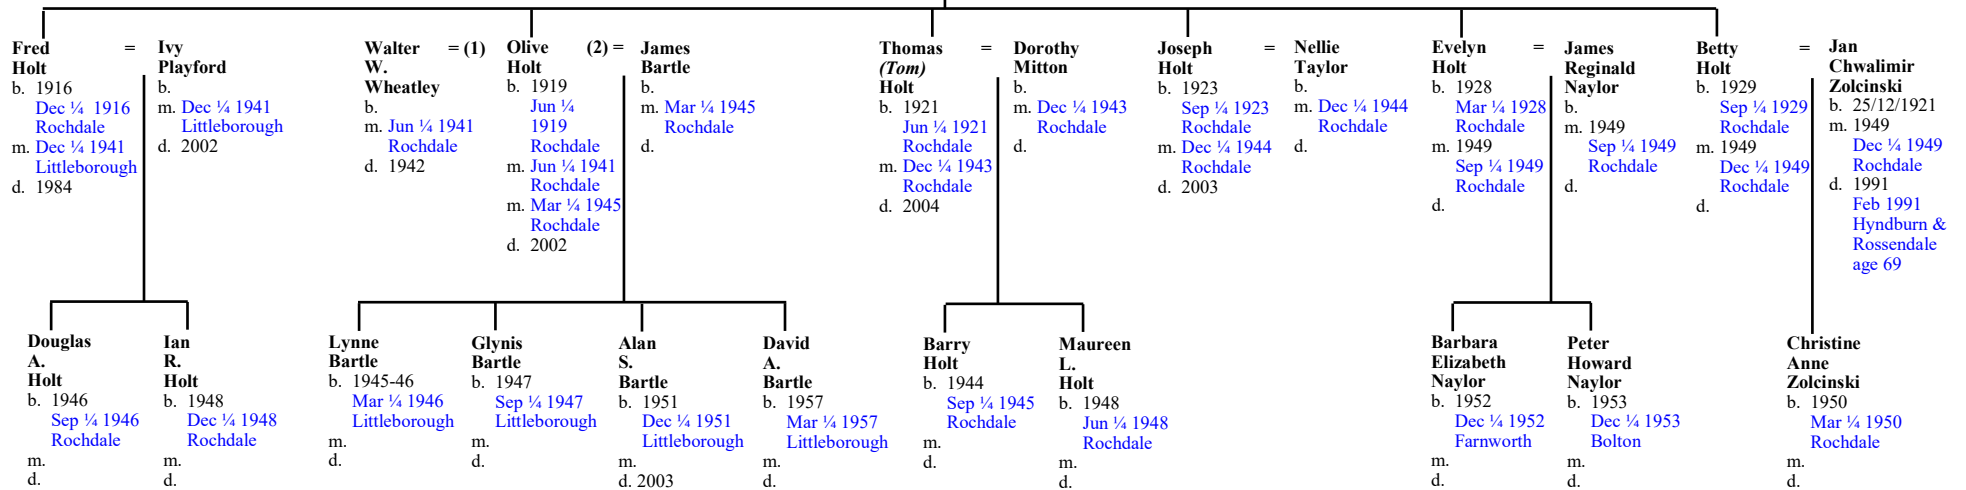 Fred =
Holt
b. 1916
Dec ¼ 1916
Rochdale
m. Dec ¼ 1941
Littleborough
d. 1984
Ivy
Playford
b.
m. Dec ¼ 1941
Littleborough
d. 2002
Walter = (1)
W.
Wheatley
b.
m. Jun ¼ 1941
Rochdale
d. 1942
Olive (2) =
Holt
b. 1919
Jun ¼
1919
Rochdale
m. Jun ¼ 1941
Rochdale
m. Mar ¼ 1945
Rochdale
d. 2002
James
Bartle
b.
m. Mar ¼ 1945
Rochdale
d.
Thomas =
(Tom)
Holt
b. 1921
Jun ¼ 1921
Rochdale
m. Dec ¼ 1943
Rochdale
d. 2004
Dorothy
Mitton
b.
m. Dec ¼ 1943
Rochdale
d.
Joseph =
Holt
b. 1923
Sep ¼ 1923
Rochdale
m. Dec ¼ 1944
Rochdale
d. 2003
Nellie
Taylor
b.
m. Dec ¼ 1944
Rochdale
d.
Evelyn =
Holt
b. 1928
Mar ¼ 1928
Rochdale
m. 1949
Sep ¼ 1949
Rochdale
d.
James
Reginald
Naylor
b.
m. 1949
Sep ¼ 1949
Rochdale
d.
Betty =
Holt
b. 1929
Sep ¼ 1929
Rochdale
m. 1949
Dec ¼ 1949
Rochdale
d.
Jan
Chwalimir
Zolcinski
b. 25/12/1921
m. 1949
Dec ¼ 1949
Rochdale
d. 1991
Feb 1991
Hyndburn &
Rossendale
age 69
Douglas
A.
Holt
b. 1946
Sep ¼ 1946
Rochdale
m.
d.
Ian
R.
Holt
b. 1948
Dec ¼ 1948
Rochdale
m.
d.
Lynne
Bartle
b. 1945-46
Mar ¼ 1946
Littleborough
m.
d.
Glynis
Bartle
b. 1947
Sep ¼ 1947
Littleborough
m.
d.
Alan
S.
Bartle
b. 1951
Dec ¼ 1951
Littleborough
m.
d. 2003
David
A.
Bartle
b. 1957
Mar ¼ 1957
Littleborough
m.
d.
Barry
Holt
b. 1944
Sep ¼ 1945
Rochdale
m.
d.
Maureen
L.
Holt
b. 1948
Jun ¼ 1948
Rochdale
m.
d.
Barbara
Elizabeth
Naylor
b. 1952
Dec ¼ 1952
Farnworth
m.
d.
Peter
Howard
Naylor
b. 1953
Dec ¼ 1953
Bolton
m.
d.
Christine
Anne
Zolcinski
b. 1950
Mar ¼ 1950
Rochdale
m.
d.